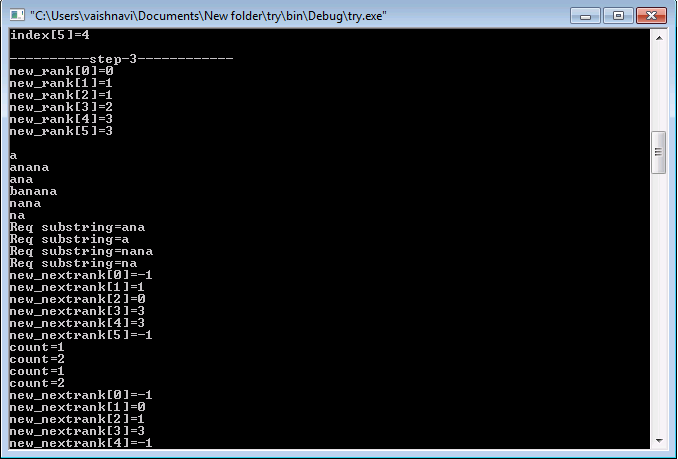 "C:\Users\vaishnavi\Documents\New folder\try\bin\Debug\try.exe"
index[5]=4
----------step-3------------
new_rank[0]=0
new_rank[1]=1
new_rank[2]=1
new_rank[3]=2
new_rank[4]=3
new_rank[5]=3
a
anana
ana
banana
nana
na
Req substring=ana
Req substring=a
Req substring=nana
Req substring=na
new_nextrank[0]=-1
new_nextrank[1]=1
new_nextrank[2]=0
new_nextrank[3]=3
new_nextrank[4]=3
new_nextrank[5]=-1
count=1
count=2
count=1
count=2
new_nextrank[0]=-1
new_nextrank[1]=0
new_nextrank[2]=1
new_nextrank[3]=3
new_nextrank[4]=-1